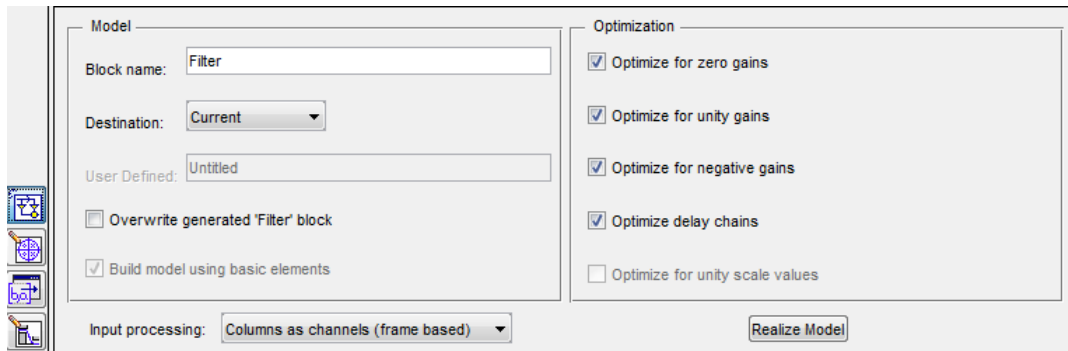 Model
Block name:
Filter
Destination:
Current
User Defined:
Untitled
Overwrite generated 'Filter' block
Build model using basic elements
Optimization
Optimize for zero gains
Optimize for unity gains
Optimize for negative gains
Optimize delay chains
Optimize for unity scale values
Input processing:
Columns as channels (frame based)
Realize Model